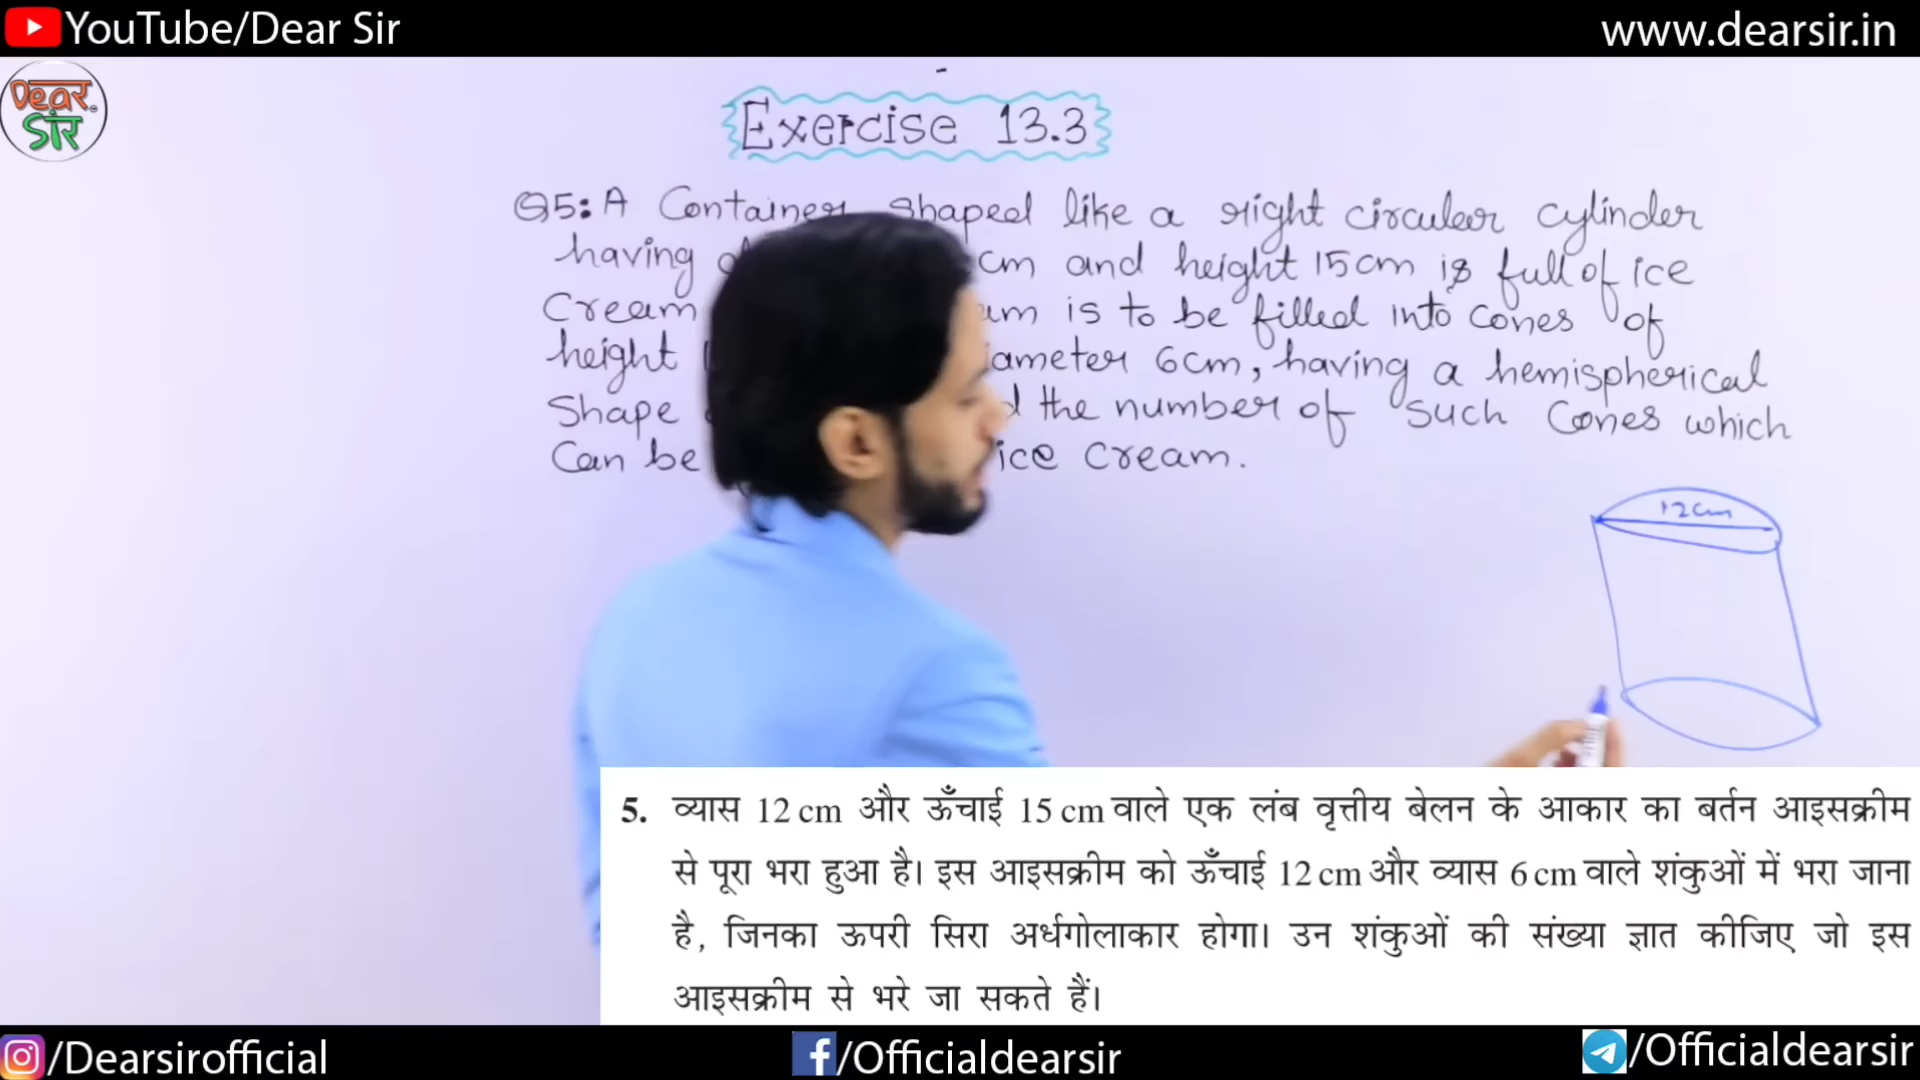 YouTube/Dear Sir
www.dearsir.in
Dear
सर
Exercise 13.3
Q5: A Container shaped like a right circular cylinder
having cm and height 15cm is full of ice
Cream is to be filled into cones of
height diameter 6cm, having a hemispherical
Shape the number of such Cones which
Can be ice cream.
12cm
5. व्यास 12 cm और ऊँचाई 15 cm वाले एक लंब वृत्तीय बेलन के आकार का बर्तन आइसक्रीम
से पूरा भरा हुआ है। इस आइसक्रीम को ऊँचाई 12 cm और व्यास 6 cm वाले शंकुओं में भरा जाना
है, जिनका ऊपरी सिरा अर्धगोलाकार होगा। उन शंकुओं की संख्या ज्ञात कीजिए जो इस
आइसक्रीम से भरे जा सकते हैं।
/Dearsirofficial
/Officialdearsir
/Officialdearsir